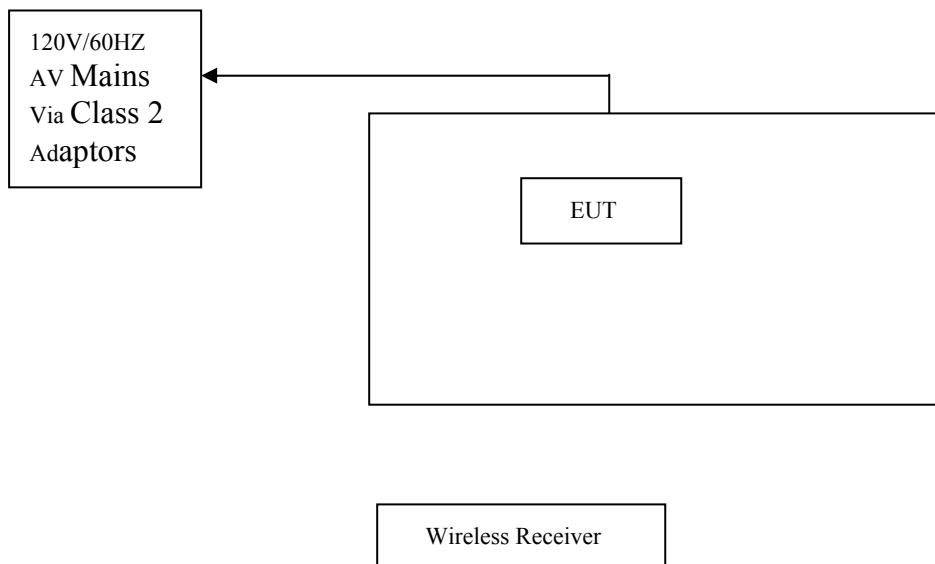 120V/60HZ
AV Mains
Via Class 2
Adaptors
EUT
Wireless Receiver